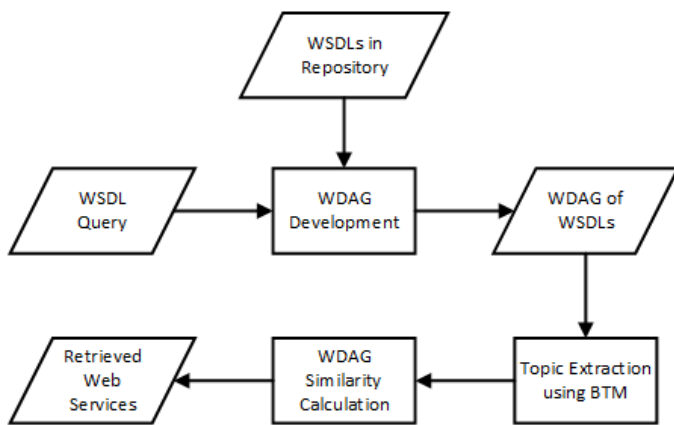 WSDLs in
Repository
WSDL
Query
WDAG
Development
WDAG of
WSDLs
Retrieved
Web
Services
WDAG
Similarity
Calculation
Topic Extraction
using BTM